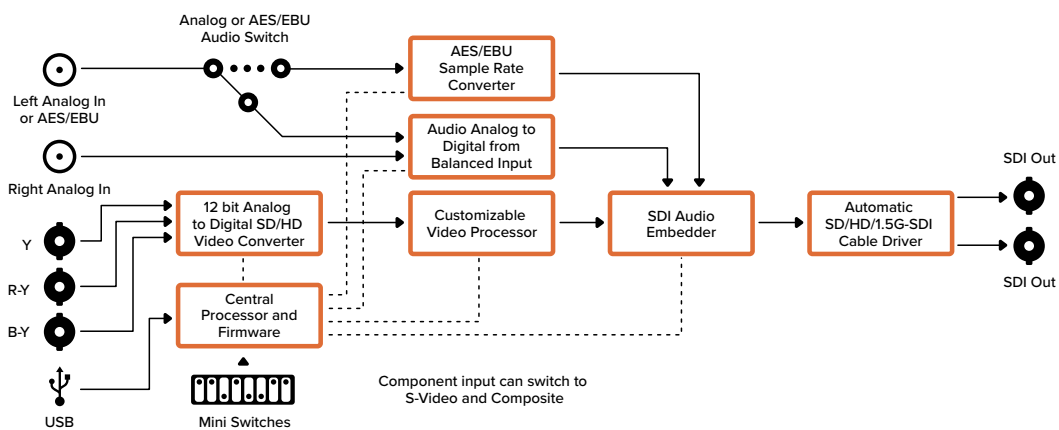 Analog or AES/EBU
Audio Switch
Left Analog In
or AES/EBU
Right Analog In
AES/EBU
Sample Rate
Converter
Audio Analog to
Digital from
Balanced Input
Y
R-Y
B-Y
USB
12 bit Analog
to Digital SD/HD
Video Converter
Customizable
Video Processor
SDI Audio
Embedder
Automatic
SD/HD/1.5G-SDI
Cable Driver
SDI Out
SDI Out
Central
Processor and
Firmware
Mini Switches
Component input can switch to
S-Video and Composite